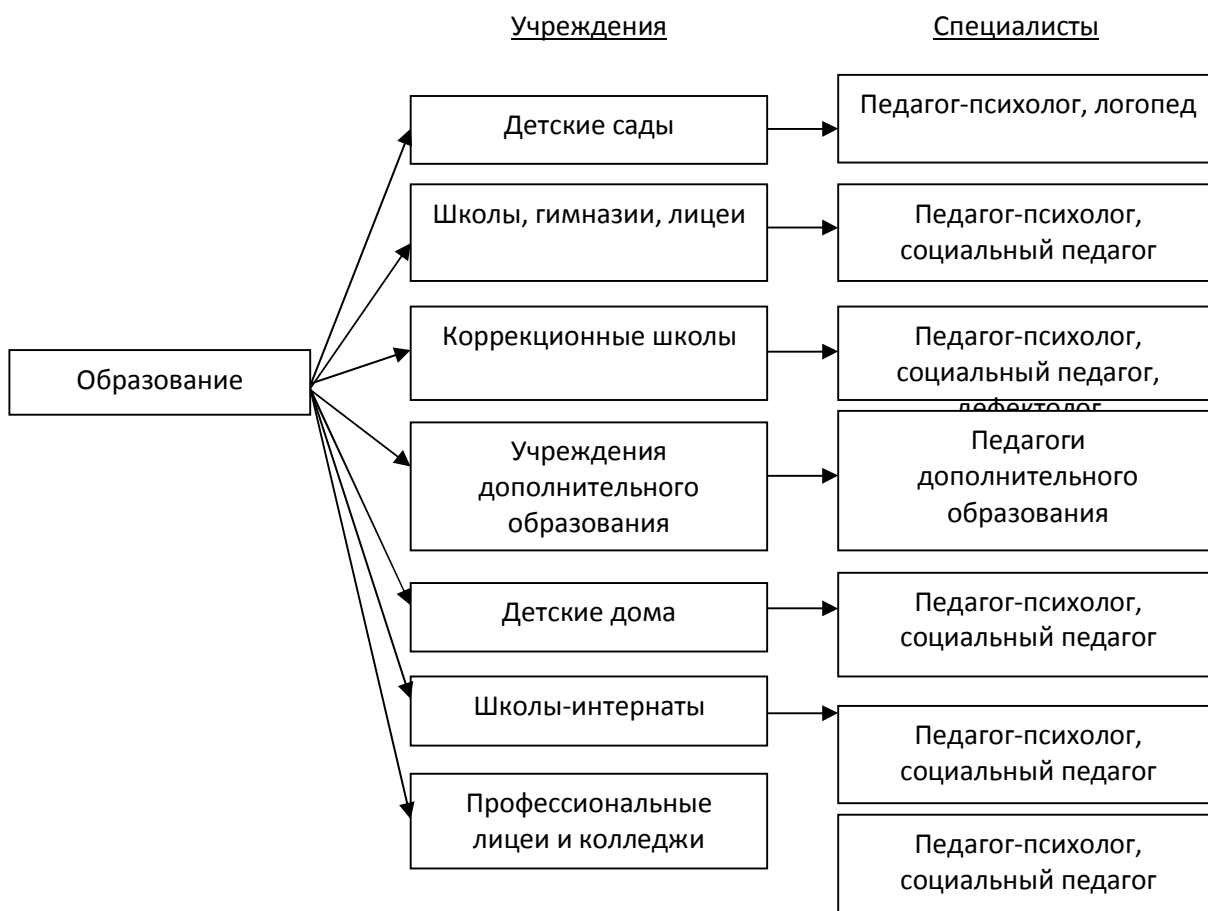 Учреждения
Специалисты
Образование
Детские сады
Педагог-психолог, логопед
Школы, гимназии, лицеи
Педагог-психолог,
социальный педагог
Коррекционные школы
Педагог-психолог,
социальный педагог,
дефектолог
Учреждения
дополнительного
образования
Педагоги
дополнительного
образования
Детские дома
Педагог-психолог,
социальный педагог
Школы-интернаты
Педагог-психолог,
социальный педагог
Профессиональные
лицеи и колледжи
Педагог-психолог,
социальный педагог